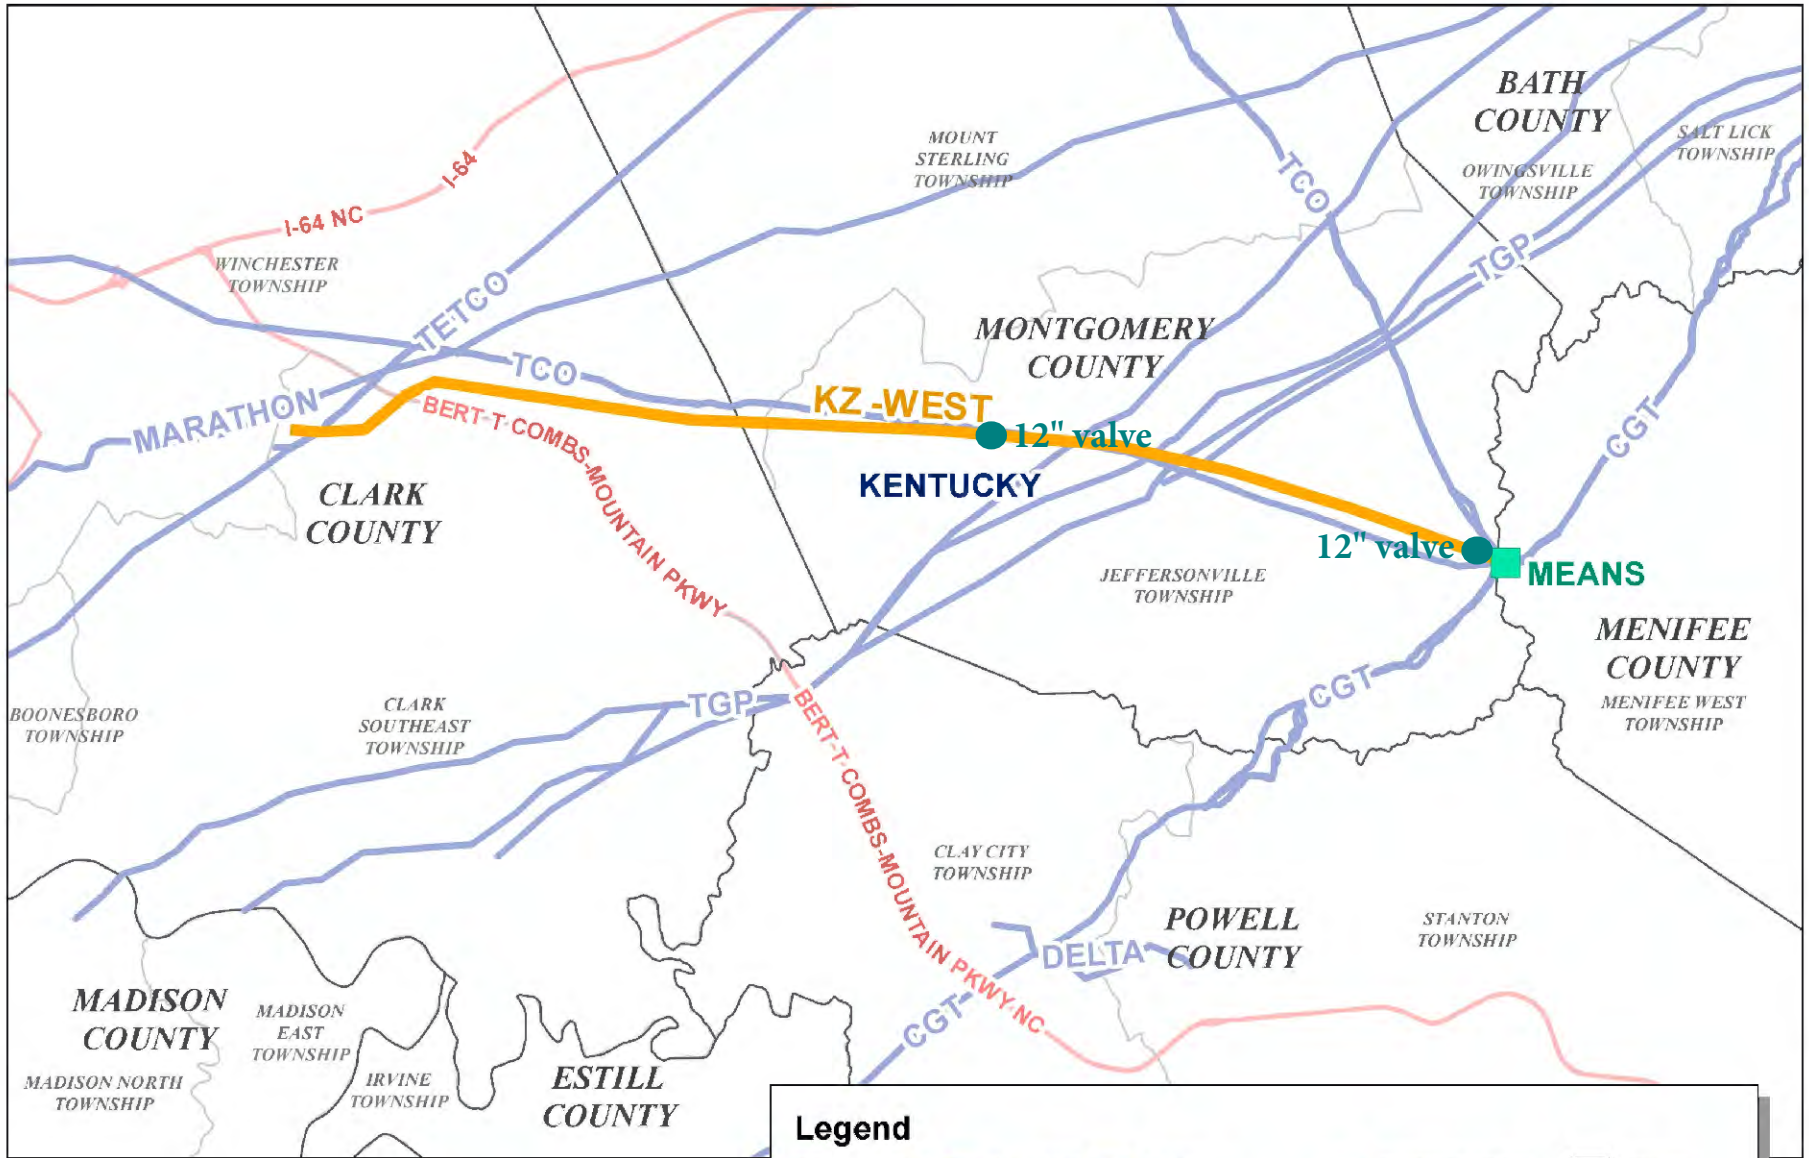 BATH
COUNTY
MOUNT
STERLING
TOWNSHIP
SALT LICK
TOWNSHIP
I-64
TCO
OWINGSVILLE
TOWNSHIP
I-64 NC
WINCHESTER
TOWNSHIP
TGP
TETCO
MONTGOMERY
COUNTY
TCO
KZ -WEST
MARATHON
BERT-T-COMBS-MOUNTAIN PKWY
12" valve
CGT
KENTUCKY
CLARK
COUNTY
12" valve
MEANS
JEFFERSONVILLE
TOWNSHIP
MENIFEE
COUNTY
MENIFEE WEST
TOWNSHIP
CGT
TGP
BOONESBORO
TOWNSHIP
CLARK
SOUTHEAST
TOWNSHIP
BERT-T-COMBS-MOUNTAIN PKWY-NC
CLAY CITY
TOWNSHIP
POWELL
COUNTY
STANTON
TOWNSHIP
DELTA
CGT
MADISON
COUNTY
MADISON
EAST
TOWNSHIP
MADISON NORTH
TOWNSHIP
IRVINE
TOWNSHIP
ESTILL
COUNTY
Legend